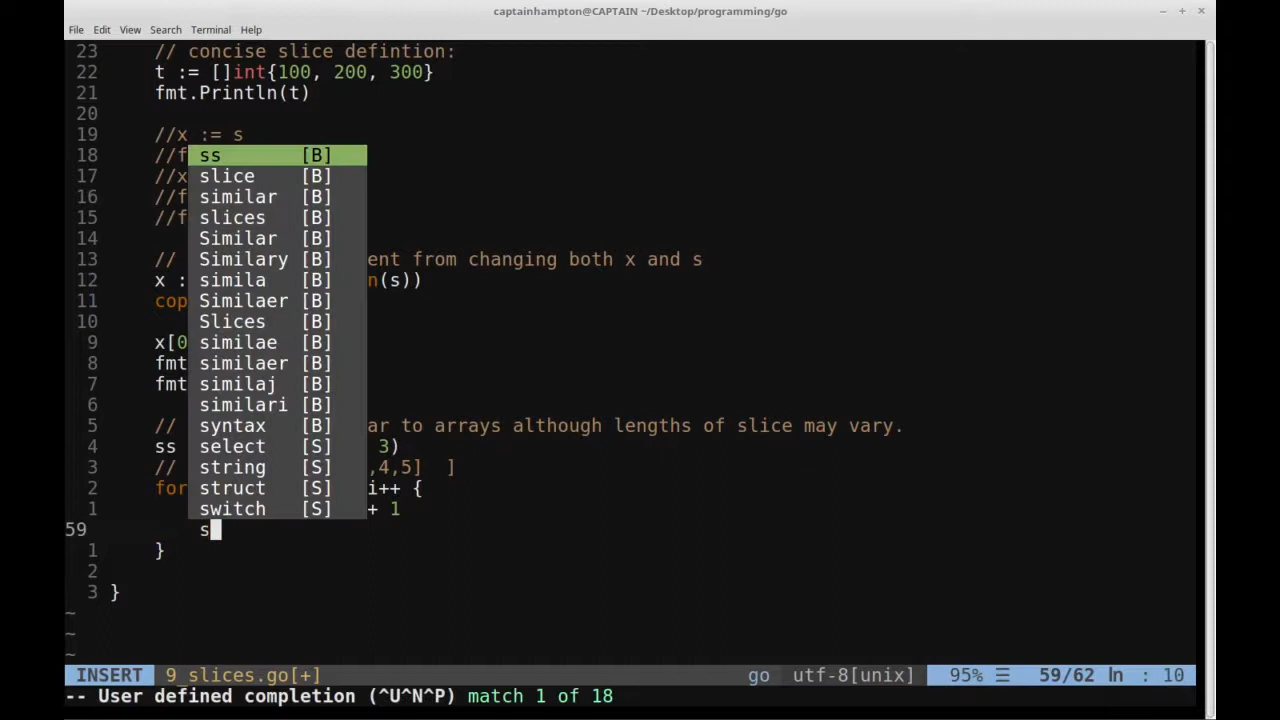 captainhampton@CAPTAIN ~/Desktop/programming/go
File Edit View Search Terminal Help
23 // concise slice defintion:
22 t := []int{100, 200, 300}
21 fmt.Println(t)
20
19 //x := s
18 //f ss [B]
17 //x slice [B]
16 //f similar [B]
15 //f slices [B]
14 Similar [B]
13 // Similary [B] ent from changing both x and s
12 x : simila [B] n(s))
11 cop Similaer [B]
10 Slices [B]
9 x[0 similae [B]
8 fmt similaer [B]
7 fmt similaj [B]
6 similari [B]
5 // syntax [B] ar to arrays although lengths of slice may vary.
4 ss select [S] 3)
3 // string [S] ,4,5] ]
2 for struct [S] i++ {
1 switch [S] + 1
59 s
1 }
2
3 }
~
~
~
INSERT 9_slices.go[+] go utf-8[unix] 95% ☰ 59/62 ln : 10
-- User defined completion (^U^N^P) match 1 of 18